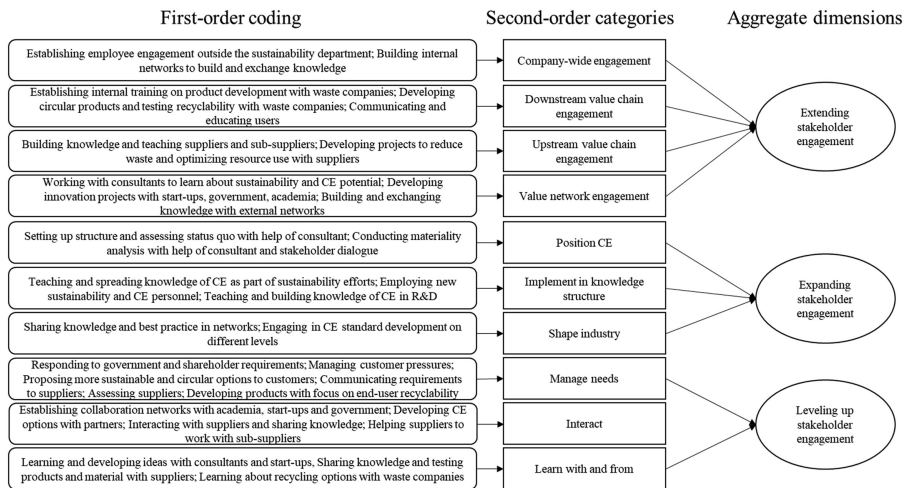 First-order coding
Second-order categories
Aggregate dimensions
Establishing employee engagement outside the sustainability department; Building internal
networks to build and exchange knowledge
Company-wide engagement
Establishing internal training on product development with waste companies; Developing
circular products and testing recyclability with waste companies; Communicating and
educating users
Downstream value chain
engagement
Building knowledge and teaching suppliers and sub-suppliers; Developing projects to reduce
waste and optimizing resource use with suppliers
Upstream value chain
engagement
Working with consultants to learn about sustainability and CE potential; Developing
innovation projects with start-ups, government, academia; Building and exchanging
knowledge with external networks
Value network engagement
Extending
stakeholder
engagement
Setting up structure and assessing status quo with help of consultant; Conducting materiality
analysis with help of consultant and stakeholder dialogue
Position CE
Teaching and spreading knowledge of CE as part of sustainability efforts; Employing new
sustainability and CE personnel; Teaching and building knowledge of CE in R&D
Implement in knowledge
structure
Sharing knowledge and best practice in networks; Engaging in CE standard development on
different levels
Shape industry
Expanding
stakeholder
engagement
Responding to government and shareholder requirements; Managing customer pressures;
Proposing more sustainable and circular options to customers; Communicating requirements
to suppliers; Assessing suppliers; Developing products with focus on end-user recyclability
Manage needs
Establishing collaboration networks with academia, start-ups and government; Developing CE
options with partners; Interacting with suppliers and sharing knowledge; Helping suppliers to
work with sub-suppliers
Interact
Learning and developing ideas with consultants and start-ups, Sharing knowledge and testing
products and material with suppliers; Learning about recycling options with waste companies
Learn with and from
Leveling up
stakeholder
engagement